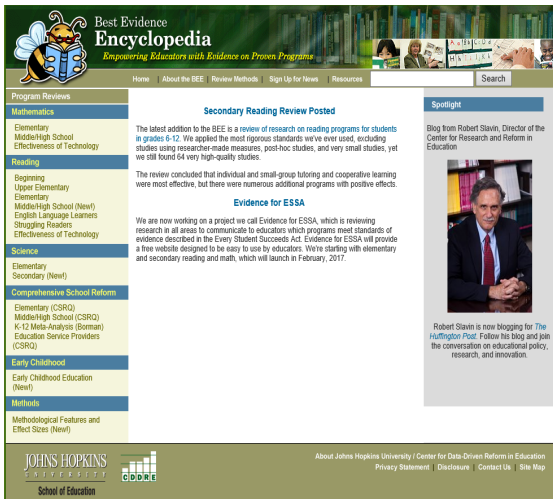 Best Evidence
Encyclopedia
Empowering Educators with Evidence on Proven Programs
Home | About the BEE | Review Methods | Sign Up for News | Resources
Search
Program Reviews
Mathematics
Elementary
Middle/High School
Effectiveness of Technology
Reading
Beginning
Upper Elementary
Elementary
Middle/High School (New!)
English Language Learners
Struggling Readers
Effectiveness of Technology
Science
Elementary
Secondary (New!)
Comprehensive School Reform
Elementary (CSRQ)
Middle/High School (CSRQ)
K-12 Meta-Analysis (Borman)
Education Service Providers
(CSRQ)
Early Childhood
Early Childhood Education
(New!)
Methods
Methodological Features and
Effect Sizes (New!)
Secondary Reading Review Posted
The latest addition to the BEE is a review of research on reading programs for students
in grades 6-12. We applied the most rigorous standards we've ever used, excluding
studies using researcher-made measures, post-hoc studies, and very small studies, yet
we still found 64 very high-quality studies.
The review concluded that individual and small-group tutoring and cooperative learning
were most effective, but there were numerous additional programs with positive effects.
Evidence for ESSA
We are now working on a project we call Evidence for ESSA, which is reviewing
research in all areas to communicate to educators which programs meet standards of
evidence described in the Every Student Succeeds Act. Evidence for ESSA will provide
a free website designed to be easy to use by educators. We're starting with elementary
and secondary reading and math, which will launch in February, 2017.
Spotlight
Blog from Robert Slavin, Director of the
Center for Research and Reform in
Education
Robert Slavin is now blogging for The
Huffington Post. Follow his blog and join
the conversation on educational policy,
research, and innovation.
JOHNS HOPKINS
UNIVERSITY
School of Education
CDDRE
About Johns Hopkins University / Center for Data-Driven Reform in Education
Privacy Statement | Disclosure | Contact Us | Site Map